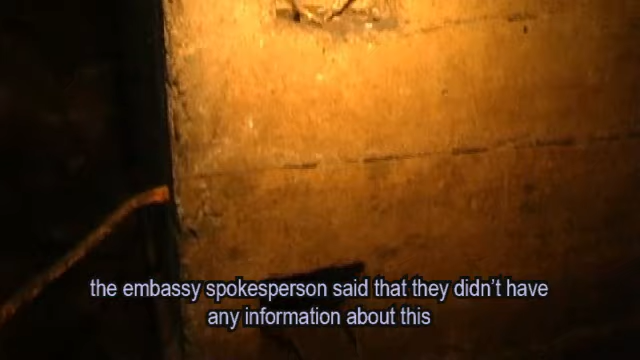 the embassy spokesperson said that they didn't have
any information about this